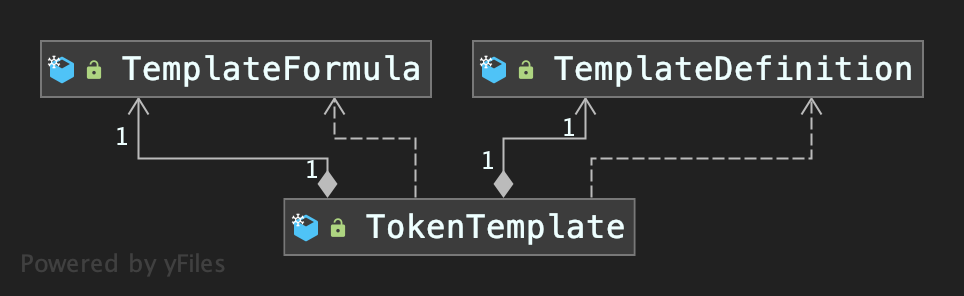 TemplateFormula
TemplateDefinition
1
1
1
1
TokenTemplate
Powered by yFiles